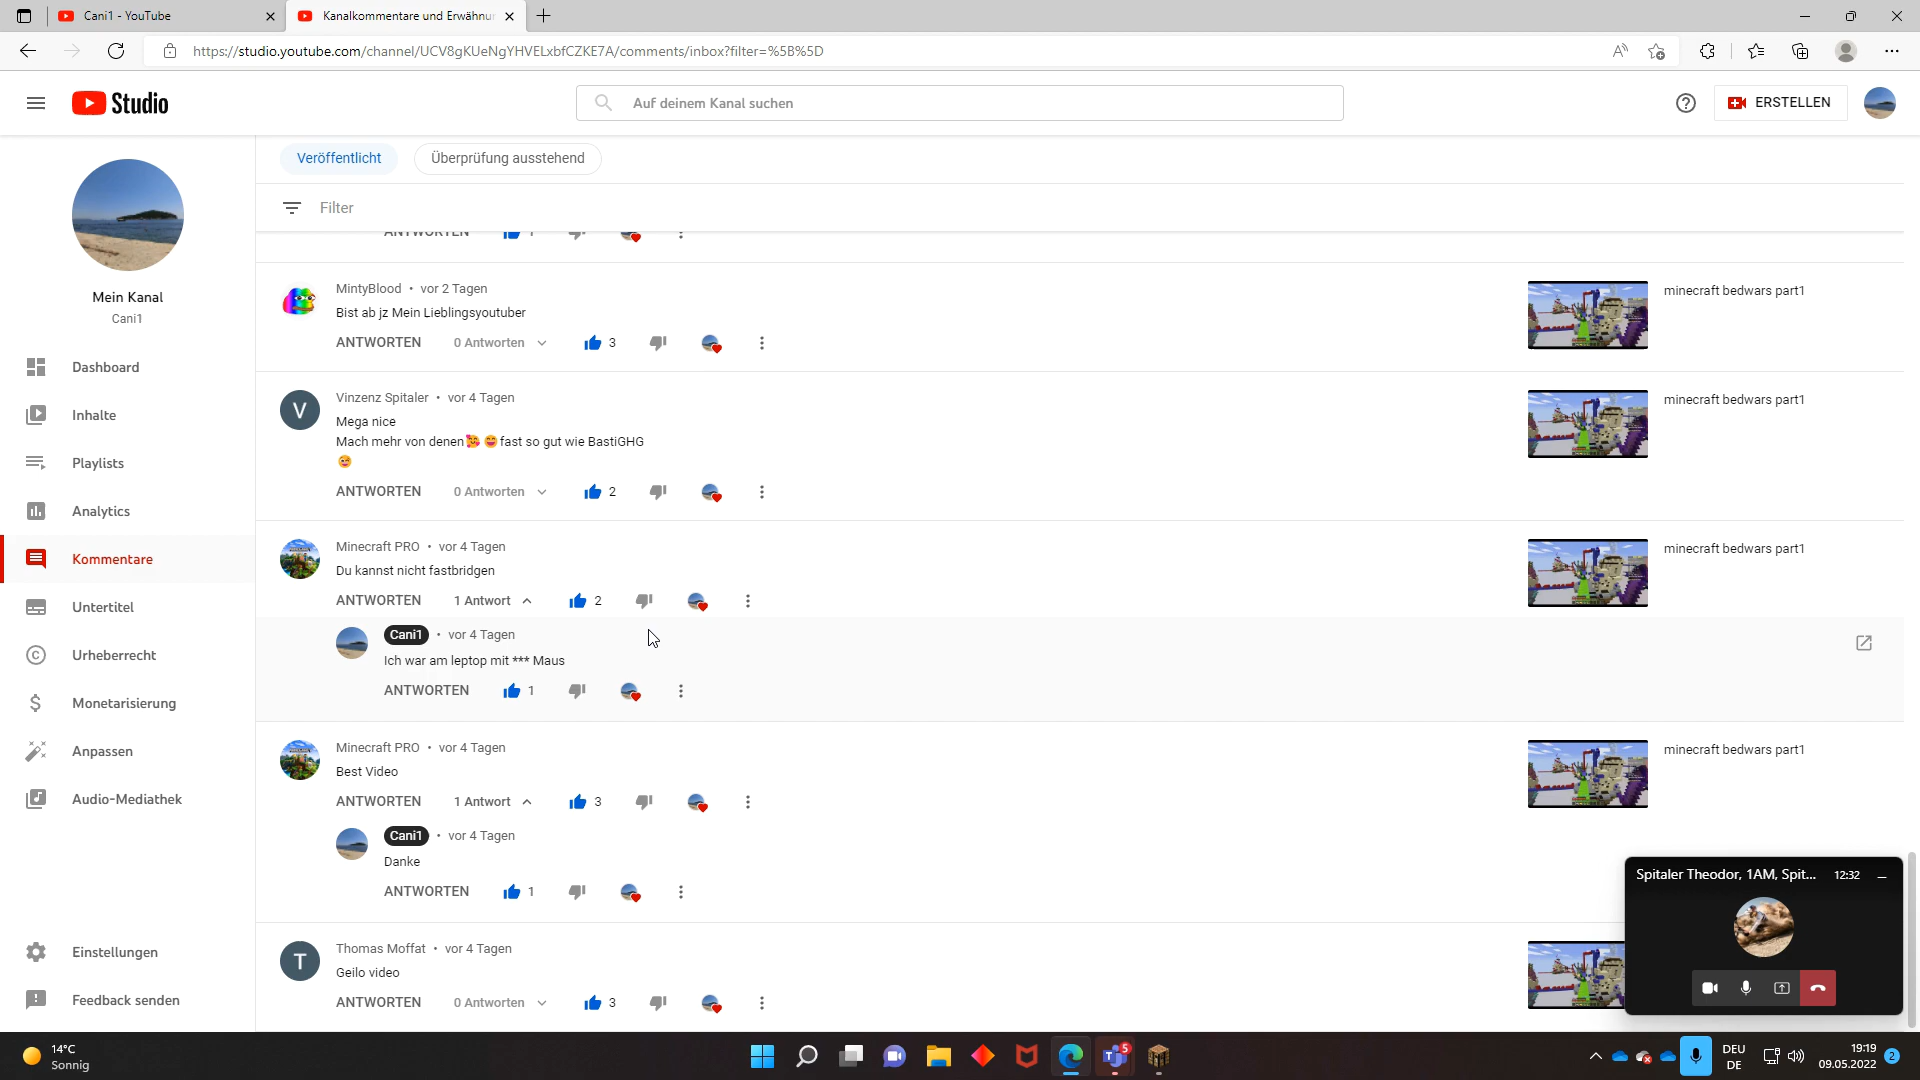 Cani1 - YouTube
Kanalkommentare und Erwähnun
https://studio.youtube.com/channel/UCV8gKUeNgYHVELxbfCZKE7A/comments/inbox?filter=%5B%5D
Studio
Auf deinem Kanal suchen
ERSTELLEN
Mein Kanal
Cani1
Dashboard
Inhalte
Playlists
Analytics
Kommentare
Untertitel
Urheberrecht
Monetarisierung
Anpassen
Audio-Mediathek
Einstellungen
Feedback senden
Veröffentlicht
Überprüfung ausstehend
Filter
ANTWORTEN 1
MintyBlood • vor 2 Tagen
Bist ab jz Mein Lieblingsyoutuber
ANTWORTEN 0 Antworten 3
minecraft bedwars part1
V
Vinzenz Spitaler • vor 4 Tagen
Mega nice
Mach mehr von denen🥰 😄fast so gut wie BastiGHG
🥰
ANTWORTEN 0 Antworten 2
minecraft bedwars part1
Minecraft PRO • vor 4 Tagen
Du kannst nicht fastbridgen
ANTWORTEN 1 Antwort 2
minecraft bedwars part1
Cani1 • vor 4 Tagen
Ich war am leptop mit *** Maus
ANTWORTEN 1
Minecraft PRO • vor 4 Tagen
Best Video
ANTWORTEN 1 Antwort 3
minecraft bedwars part1
Cani1 • vor 4 Tagen
Danke
ANTWORTEN 1
T
Thomas Moffat • vor 4 Tagen
Geilo video
ANTWORTEN 0 Antworten 3
Spitaler Theodor, 1AM, Spit... 12:32
14°C
Sonnig
5
DEU
DE
19:19
09.05.2022
2